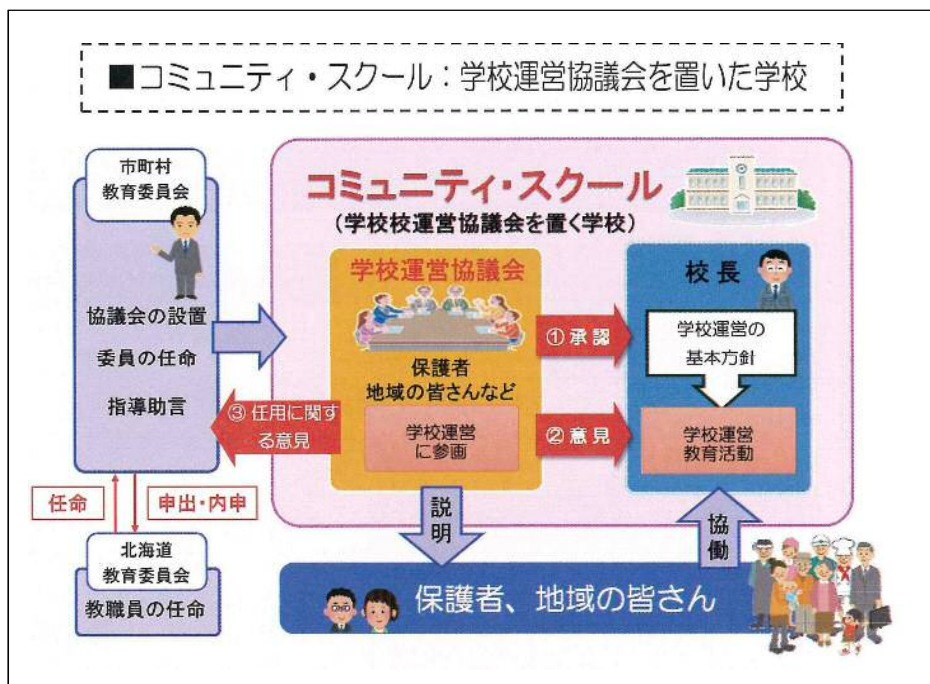 ■コミュニティ・スクール：学校運営協議会を置いた学校
市町村
教育委員会
協議会の設置
委員の任命
指導助言
コミュニティ・スクール
(学校校運営協議会を置く学校)
学校運営協議会
保護者
地域の皆さんなど
学校運営
に参画
①承認
②意見
③任用に関す
る意見
校長
学校運営の
基本方針
学校運営
教育活動
任命
申出・内申
北海道
教育委員会
教職員の任命
説明
協働
保護者、地域の皆さん